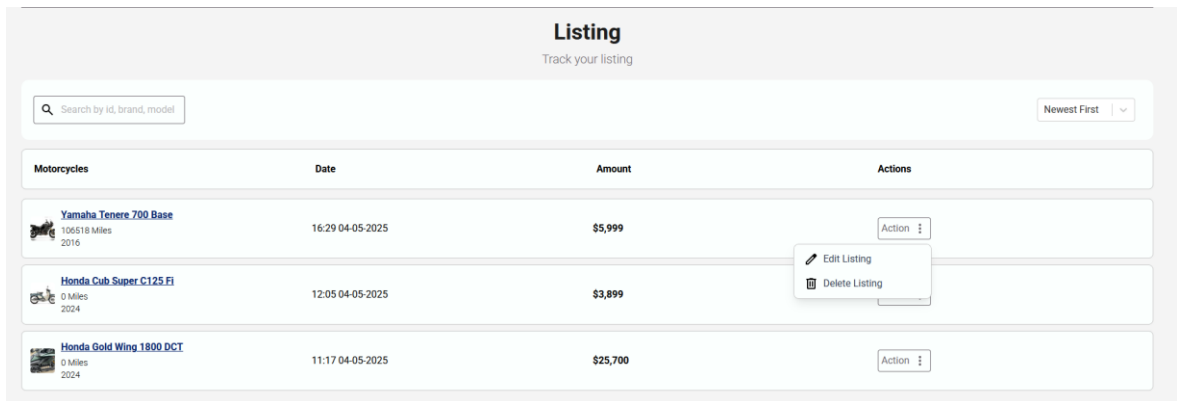 Listing
Track your listing
Search by id, brand, model
Newest First
Motorcycles Date Amount Actions
Yamaha Tenere 700 Base
106518 Miles
2016
16:29 04-05-2025
$5,999
Action
Edit Listing
Delete Listing
Honda Cub Super C125 Fi
0 Miles
2024
12:05 04-05-2025
$3,899
Honda Gold Wing 1800 DCT
0 Miles
2024
11:17 04-05-2025
$25,700
Action